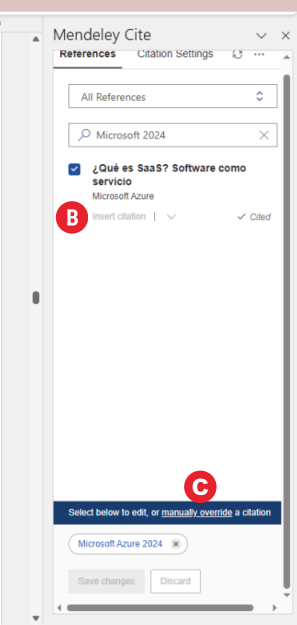 Mendeley Cite
References Citation Settings
All References
Microsoft 2024
¿Qué es SaaS? Software como
servicio
Microsoft Azure
B Insert citation | Cited
C
Select below to edit, or manually override a citation
Microsoft Azure 2024
Save changes Discard